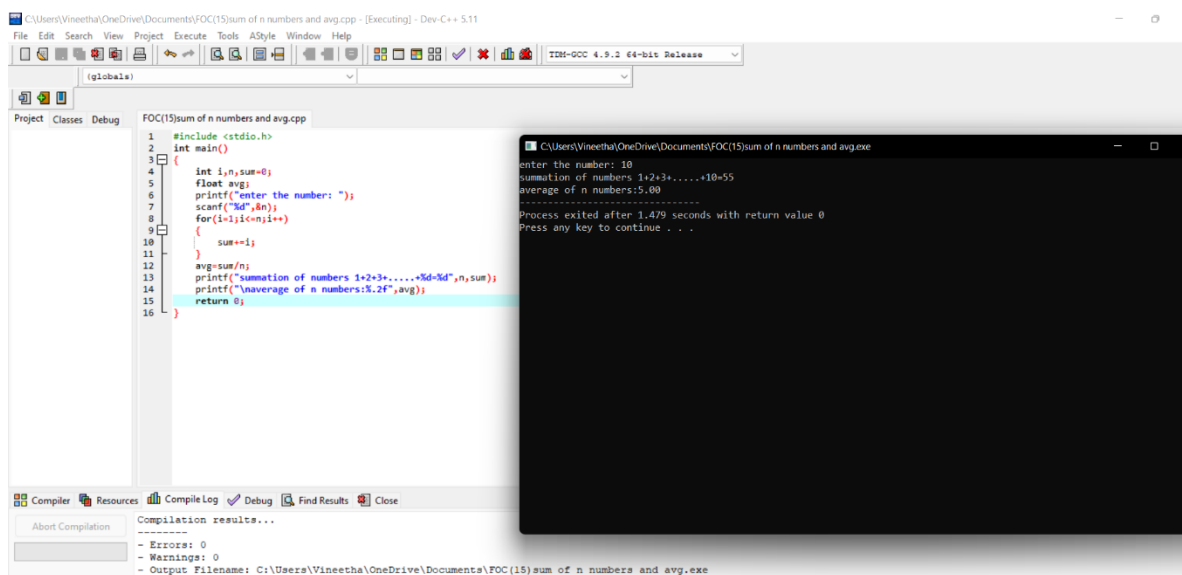 C:\Users\Vineetha\OneDrive\Documents\FOC(15)sum of n numbers and avg.cpp - [Executing] - Dev-C++ 5.11
File Edit Search View Project Execute Tools AStyle Window Help
TDM-GCC 4.9.2 64-bit Release
(globals)
Project Classes Debug
FOC(15)sum of n numbers and avg.cpp
1 #include <stdio.h>
2 int main()
3 {
4 int i,n,sum=0;
5 float avg;
6 printf("enter the number: ");
7 scanf("%d",&n);
8 for(i=1;i<=n;i++)
9 {
10 sum+=i;
11 }
12 avg=sum/n;
13 printf("summation of numbers 1+2+3+.....+%d=%d",n,sum);
14 printf("\naverage of n numbers:%.2f",avg);
15 return 0;
16 }
C:\Users\Vineetha\OneDrive\Documents\FOC(15)sum of n numbers and avg.exe
enter the number: 10
summation of numbers 1+2+3+.....+10=55
average of n numbers:5.00
--------------------------------
Process exited after 1.479 seconds with return value 0
Press any key to continue . . .
Compiler Resources Compile Log Debug Find Results Close
Abort Compilation
Compilation results...
--------
- Errors: 0
- Warnings: 0
- Output Filename: C:\Users\Vineetha\OneDrive\Documents\FOC(15)sum of n numbers and avg.exe